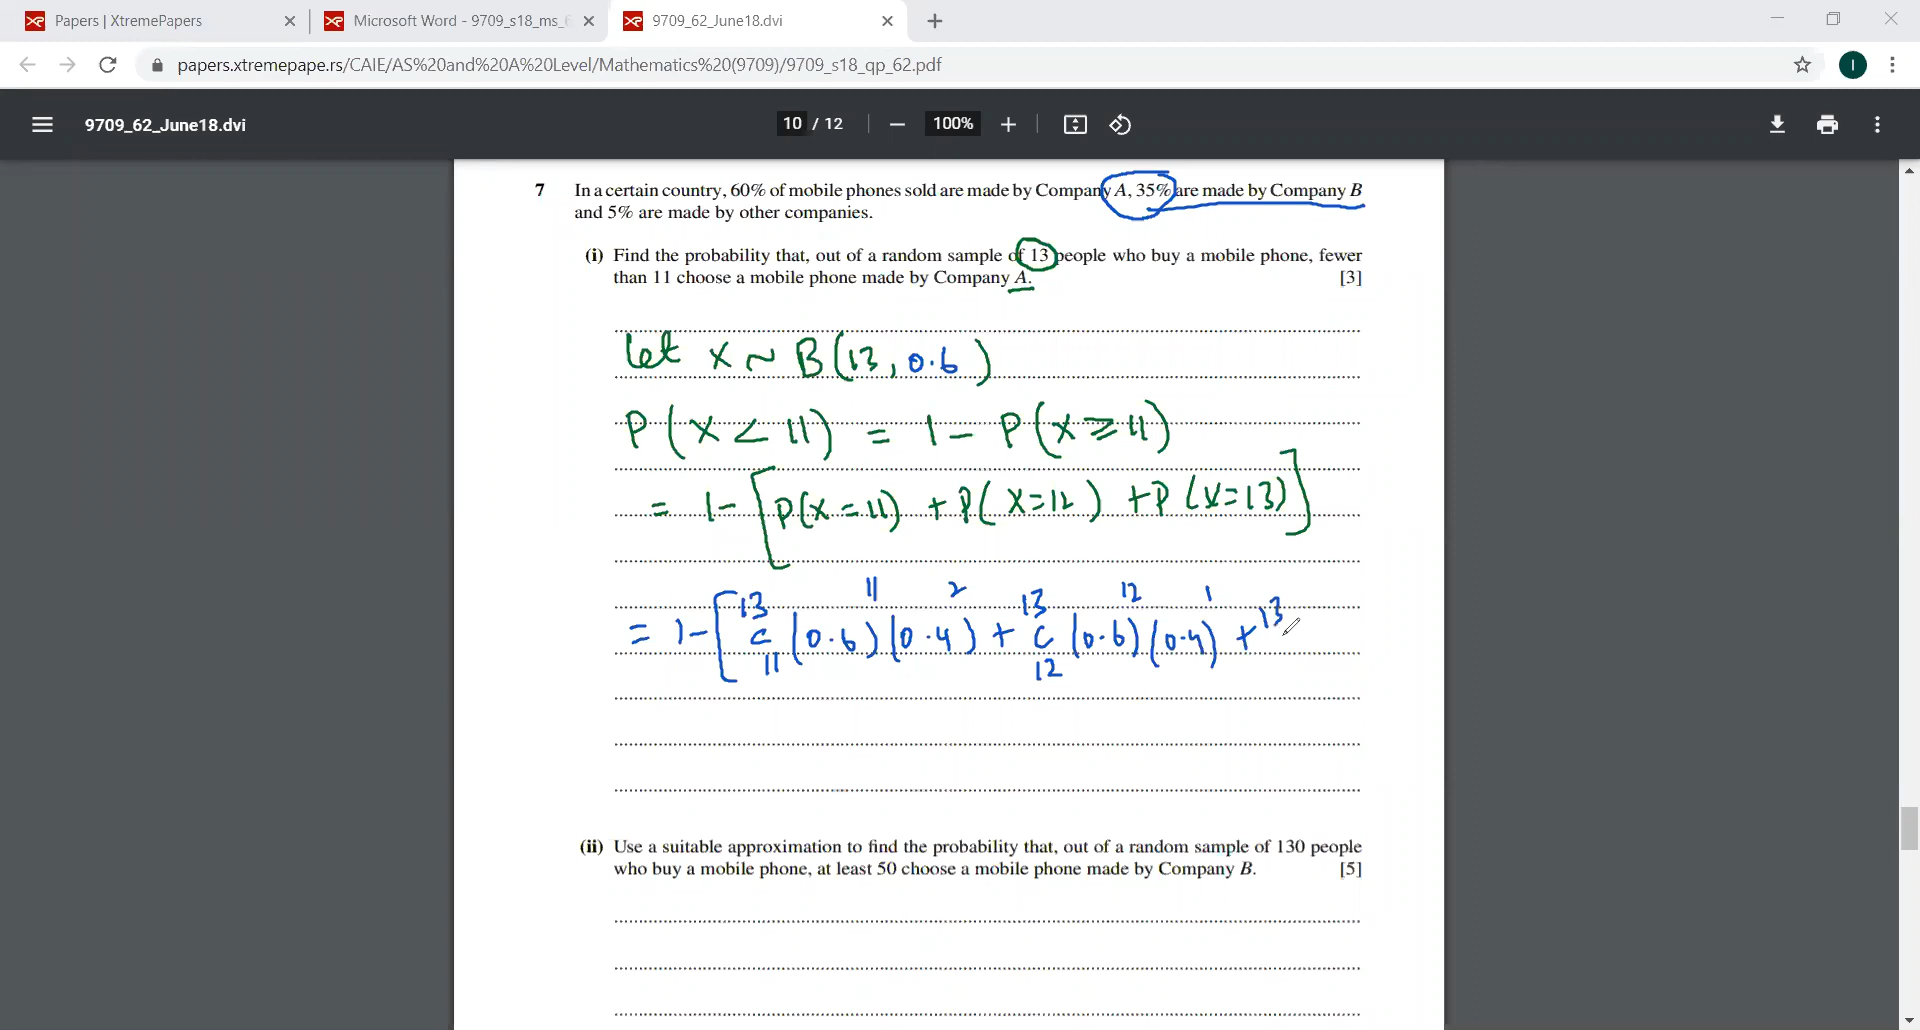 Papers | XtremePapers
Microsoft Word - 9709_s18_ms_6
9709_62_June18.dvi
papers.xtremepape.rs/CAIE/AS%20and%20A%20Level/Mathematics%20(9709)/9709_s18_qp_62.pdf
I
9709_62_June18.dvi
10 / 12
100%
7 In a certain country, 60% of mobile phones sold are made by Company A, 35% are made by Company B
and 5% are made by other companies.
(i) Find the probability that, out of a random sample of 13 people who buy a mobile phone, fewer
than 11 choose a mobile phone made by Company A. [3]
let X ~ B(13, 0.6)
P(X < 11) = 1 - P(X ≥ 11)
= 1 - [P(X = 11) + P(X = 12) + P(X = 13)]
= 1 - [¹³C₁₁ (0.6)¹¹ (0.4)² + ¹³C₁₂ (0.6)¹² (0.4)¹ + ¹³
(ii) Use a suitable approximation to find the probability that, out of a random sample of 130 people
who buy a mobile phone, at least 50 choose a mobile phone made by Company B. [5]